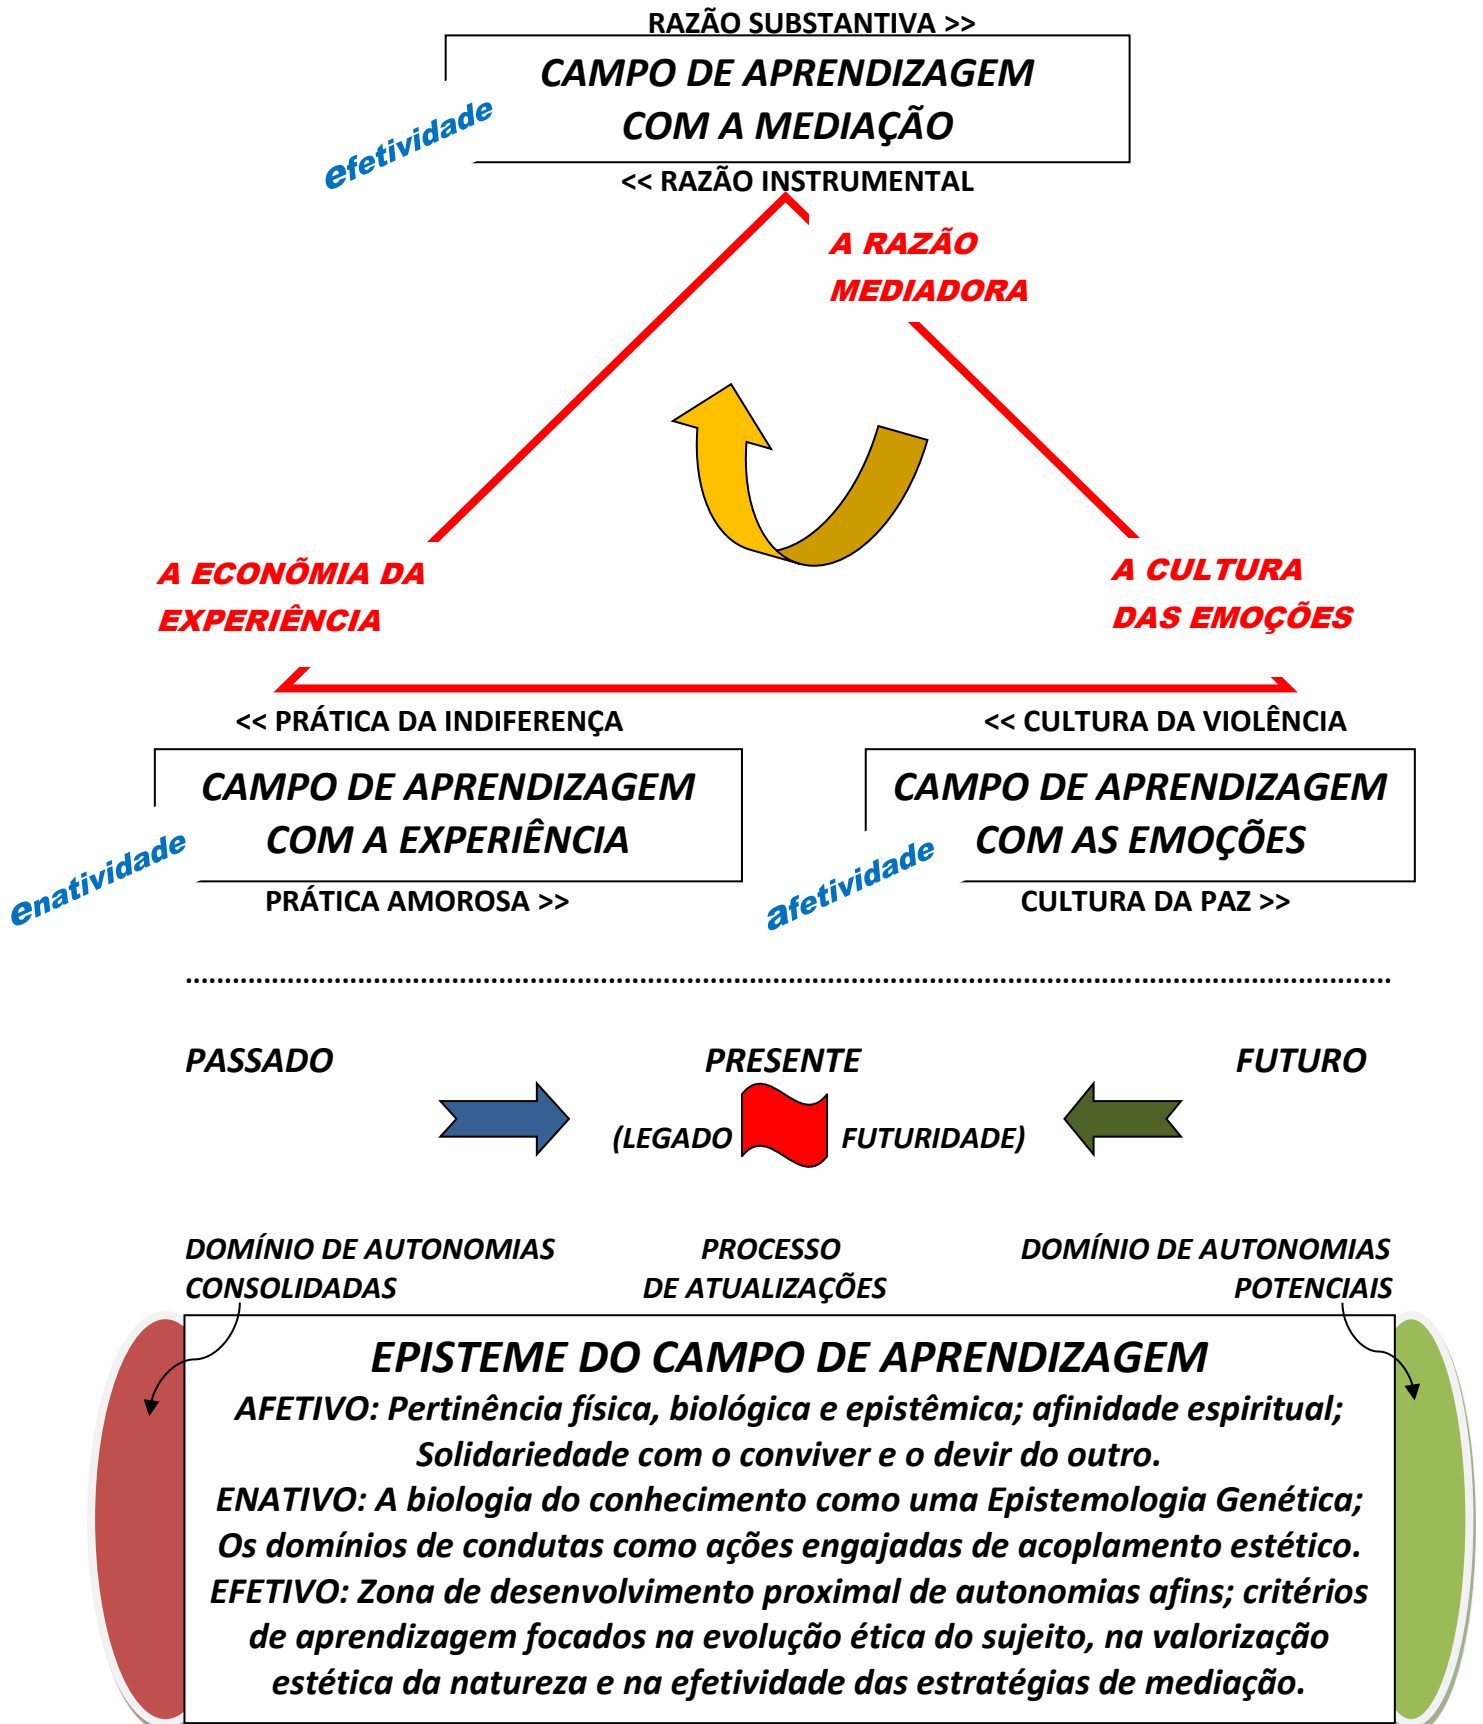 RAZÃO SUBSTANTIVA >>
CAMPO DE APRENDIZAGEM
COM A MEDIAÇÃO
efetividade
<< RAZÃO INSTRUMENTAL
A RAZÃO
MEDIADORA
A ECONÕMIA DA
EXPERIÊNCIA
A CULTURA
DAS EMOÇÕES
<< PRÁTICA DA INDIFERENÇA
<< CULTURA DA VIOLÊNCIA
CAMPO DE APRENDIZAGEM
COM A EXPERIÊNCIA
enatividade
PRÁTICA AMOROSA >>
CAMPO DE APRENDIZAGEM
COM AS EMOÇÕES
afetividade
CULTURA DA PAZ >>
PASSADO PRESENTE FUTURO
(LEGADO FUTURIDADE)
DOMÍNIO DE AUTONOMIAS
CONSOLIDADAS
PROCESSO
DE ATUALIZAÇÕES
DOMÍNIO DE AUTONOMIAS
POTENCIAIS
EPISTEME DO CAMPO DE APRENDIZAGEM
AFETIVO: Pertinência física, biológica e epistêmica; afinidade espiritual;
Solidariedade com o conviver e o devir do outro.
ENATIVO: A biologia do conhecimento como uma Epistemologia Genética;
Os domínios de condutas como ações engajadas de acoplamento estético.
EFETIVO: Zona de desenvolvimento proximal de autonomias afins; critérios
de aprendizagem focados na evolução ética do sujeito, na valorização
estética da natureza e na efetividade das estratégias de mediação.